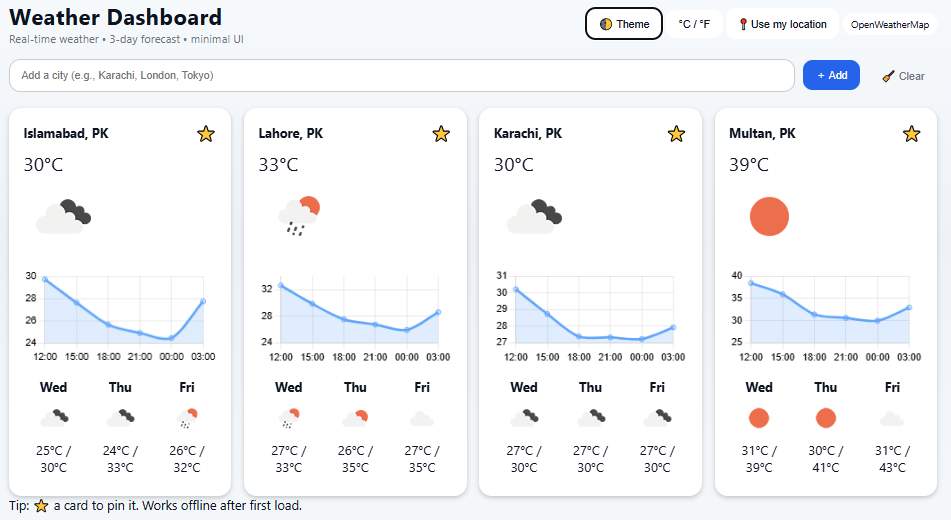 Weather Dashboard
Real-time weather • 3-day forecast • minimal UI
Theme
°C / °F
Use my location
OpenWeatherMap
Add a city (e.g., Karachi, London, Tokyo)
+ Add
Clear
Islamabad, PK
30°C
30
28
26
24
12:00 15:00 18:00 21:00 00:00 03:00
Wed Thu Fri
25°C / 24°C / 26°C /
30°C 33°C 32°C
Lahore, PK
33°C
32
28
24
12:00 15:00 18:00 21:00 00:00 03:00
Wed Thu Fri
27°C / 26°C / 27°C /
33°C 35°C 35°C
Karachi, PK
30°C
31
30
29
28
27
12:00 15:00 18:00 21:00 00:00 03:00
Wed Thu Fri
27°C / 27°C / 27°C /
30°C 30°C 30°C
Multan, PK
39°C
40
35
30
25
12:00 15:00 18:00 21:00 00:00 03:00
Wed Thu Fri
31°C / 30°C / 31°C /
39°C 41°C 43°C
Tip: ⭐ a card to pin it. Works offline after first load.